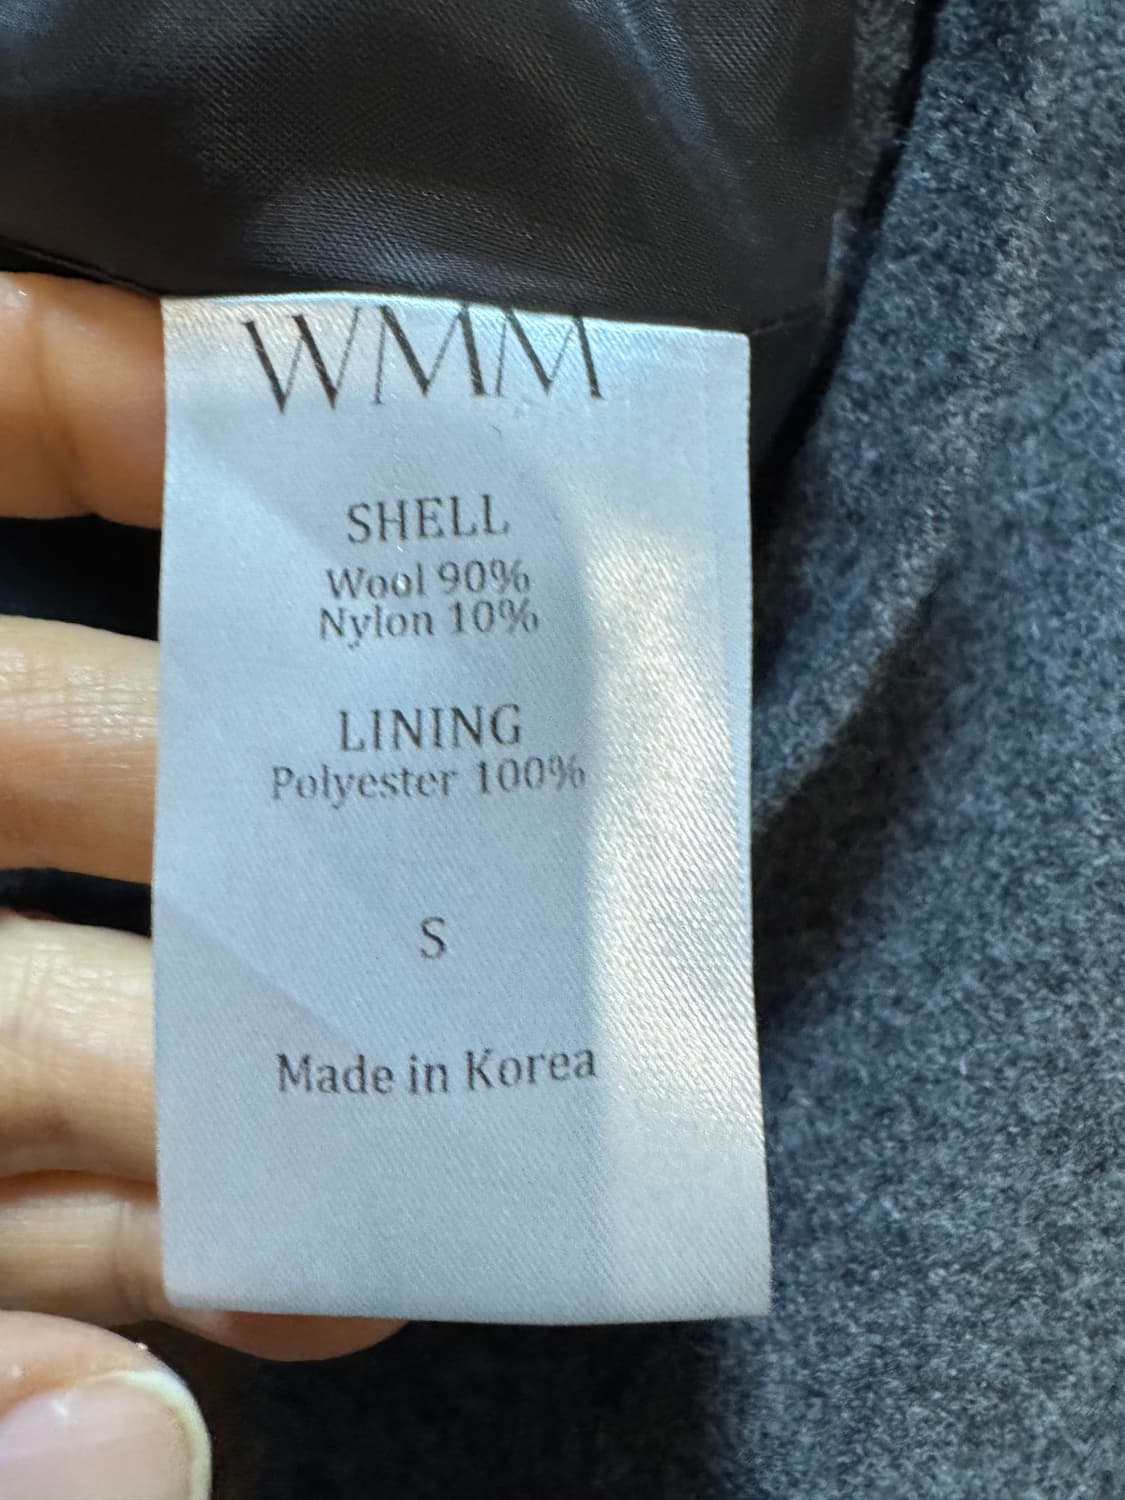 WMM
SHELL
Wool 90%
Nylon 10%
LINING
Polyester 100%
S
Made in Korea